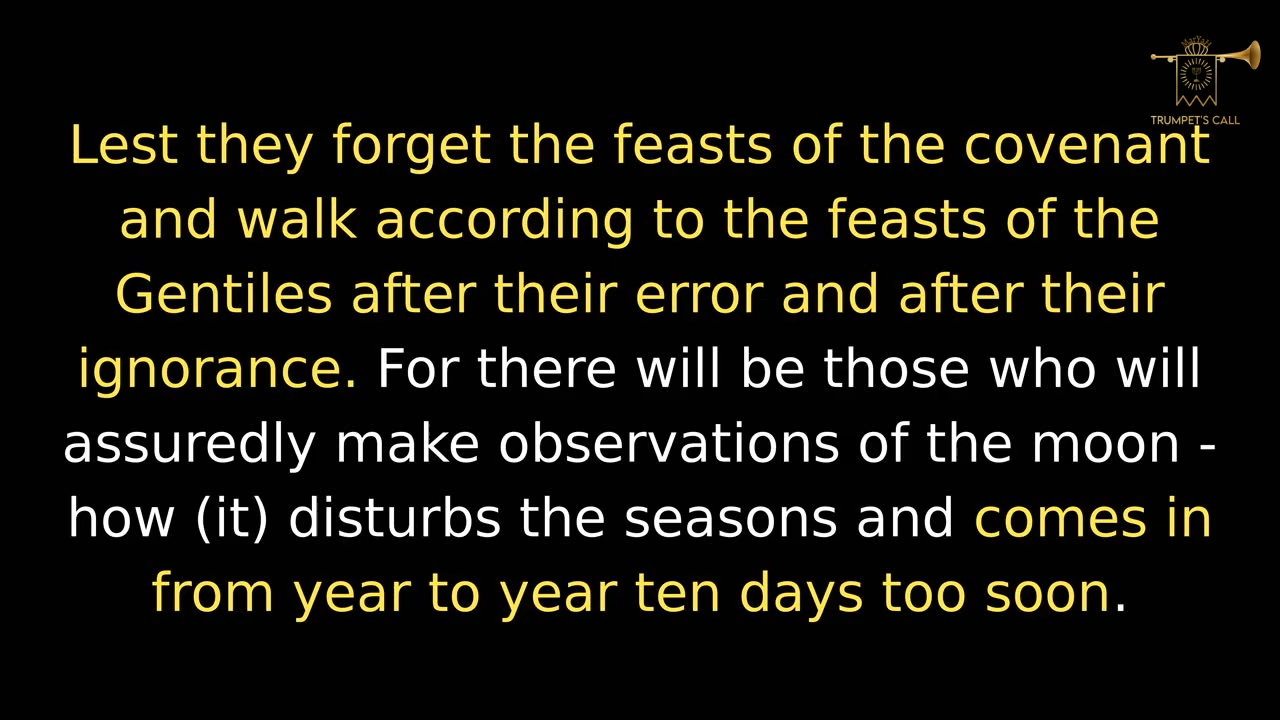 TRUMPET'S CALL
Lest they forget the feasts of the covenant
and walk according to the feasts of the
Gentiles after their error and after their
ignorance. For there will be those who will
assuredly make observations of the moon -
how (it) disturbs the seasons and comes in
from year to year ten days too soon.